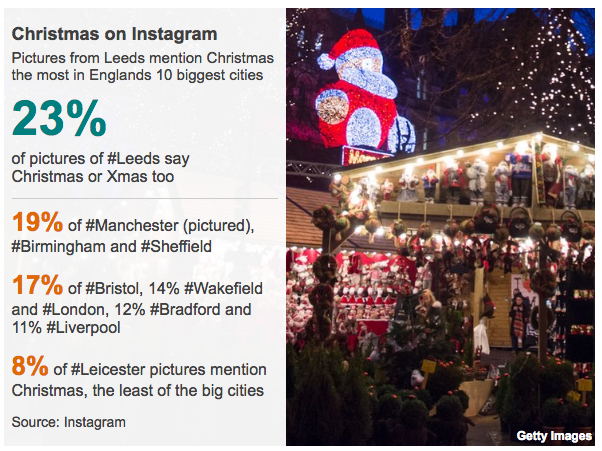 Christmas on Instagram
Pictures from Leeds mention Christmas
the most in Englands 10 biggest cities
23%
of pictures of #Leeds say
Christmas or Xmas too
19% of #Manchester (pictured),
#Birmingham and #Sheffield
17% of #Bristol, 14% #Wakefield
and #London, 12% #Bradford and
11% #Liverpool
8% of #Leicester pictures mention
Christmas, the least of the big cities
Source: Instagram
Getty Images